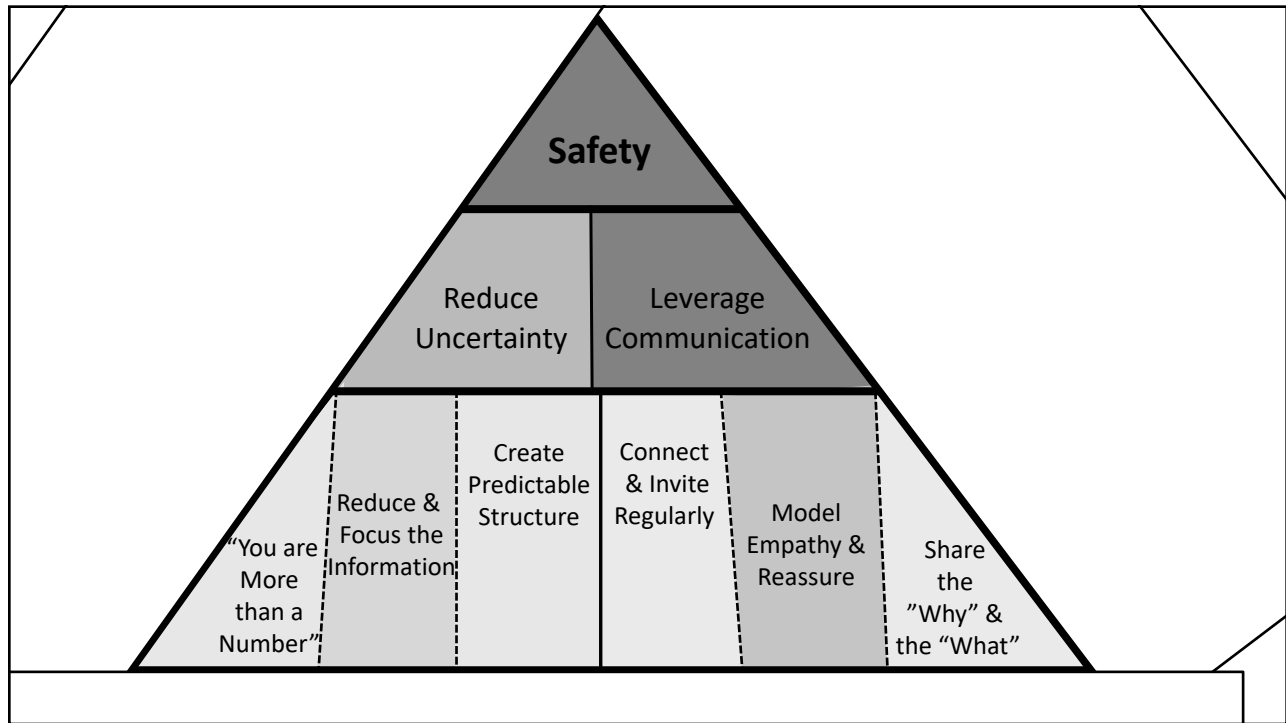 Safety
Reduce
Uncertainty
Leverage
Communication
“You are
More
than a
Number”
Reduce &
Focus the
Information
Create
Predictable
Structure
Connect
& Invite
Regularly
Model
Empathy &
Reassure
Share
the
”Why” &
the “What”